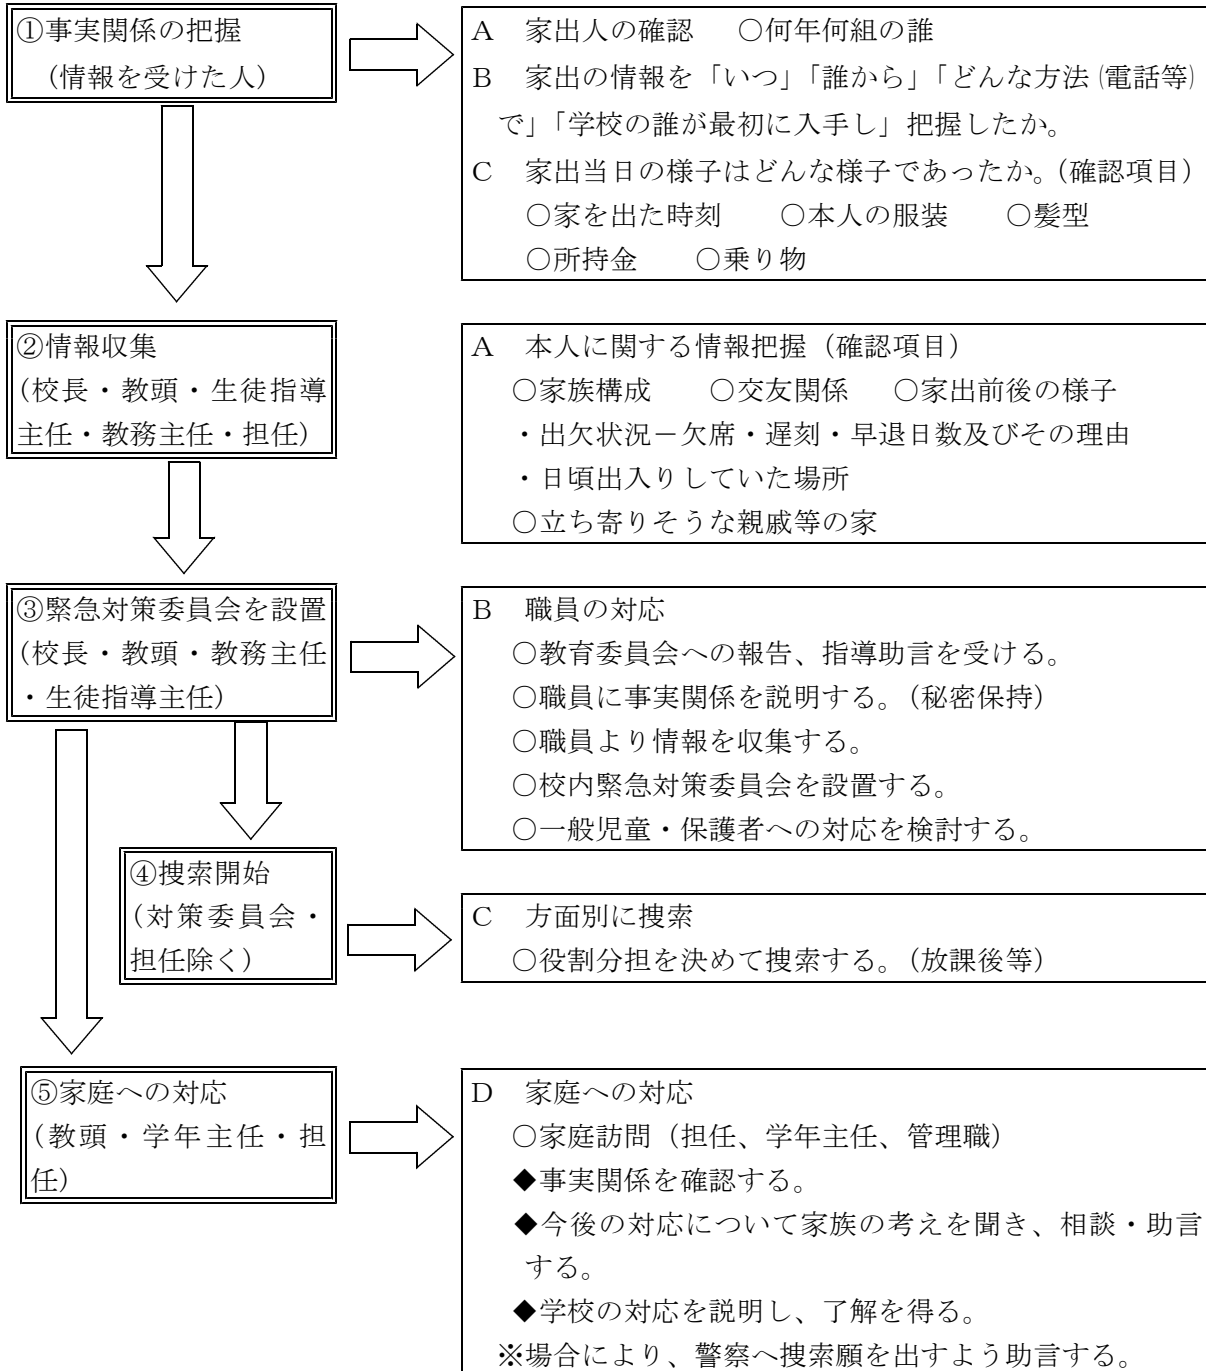 ①事実関係の把握
(情報を受けた人)
A 家出人の確認 ○何年何組の誰
B 家出の情報を「いつ」「誰から」「どんな方法(電話等)
で」「学校の誰が最初に入手し」把握したか。
C 家出当日の様子はどんな様子であったか。(確認項目)
○家を出た時刻 ○本人の服装 ○髪型
○所持金 ○乗り物
②情報収集
(校長・教頭・生徒指導
主任・教務主任・担任)
A 本人に関する情報把握(確認項目)
○家族構成 ○交友関係 ○家出前後の様子
・出欠状況－欠席・遅刻・早退日数及びその理由
・日頃出入りしていた場所
○立ち寄りそうな親戚等の家
③緊急対策委員会を設置
(校長・教頭・教務主任
・生徒指導主任)
B 職員の対応
○教育委員会への報告、指導助言を受ける。
○職員に事実関係を説明する。(秘密保持)
○職員より情報を収集する。
○校内緊急対策委員会を設置する。
○一般児童・保護者への対応を検討する。
④捜索開始
(対策委員会・
担任除く)
C 方面別に捜索
○役割分担を決めて捜索する。(放課後等)
⑤家庭への対応
(教頭・学年主任・担
任)
D 家庭への対応
○家庭訪問(担任、学年主任、管理職)
◆事実関係を確認する。
◆今後の対応について家族の考えを聞き、相談・助言
する。
◆学校の対応を説明し、了解を得る。
※場合により、警察へ捜索願を出すよう助言する。